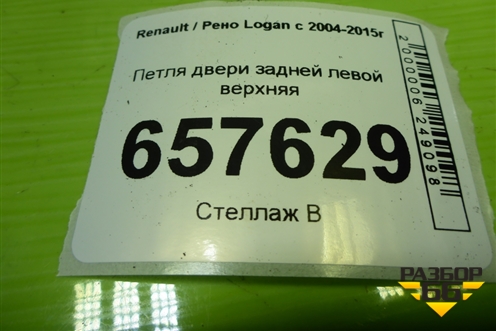 Renault / Рено Logan с 2004-2015г
Петля двери задней левой
верхняя
657629
Стеллаж В
2000006249098
РАЗБОР
66